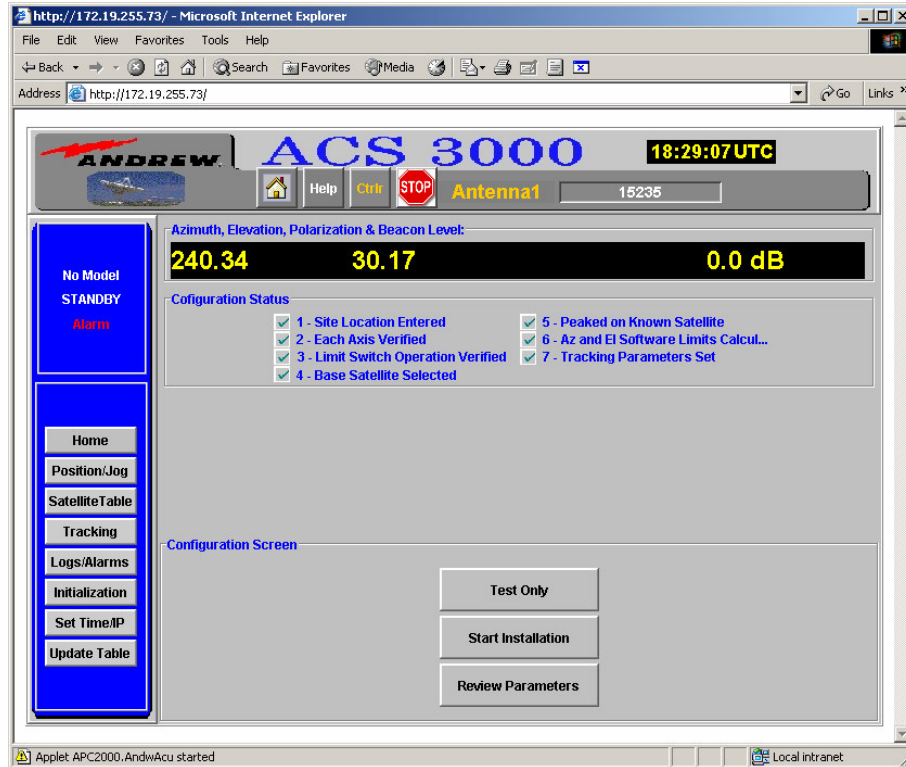 http://172.19.255.73/ - Microsoft Internet Explorer
File Edit View Favorites Tools Help
Back Search Favorites Media
Address http://172.19.255.73/ Go Links »
ANDREW. ACS 3000 18:29:07 UTC
Help Ctrlr STOP Antenna1 15235
No Model
STANDBY
Alarm
Azimuth, Elevation, Polarization & Beacon Level:
240.34 30.17 0.0 dB
Cofiguration Status
1 - Site Location Entered
2 - Each Axis Verified
3 - Limit Switch Operation Verified
4 - Base Satellite Selected
5 - Peaked on Known Satellite
6 - Az and El Software Limits Calcul...
7 - Tracking Parameters Set
Home
Position/Jog
SatelliteTable
Tracking
Logs/Alarms
Initialization
Set Time/IP
Update Table
Configuration Screen
Test Only
Start Installation
Review Parameters
Applet APC2000.AndwAcu started Local intranet